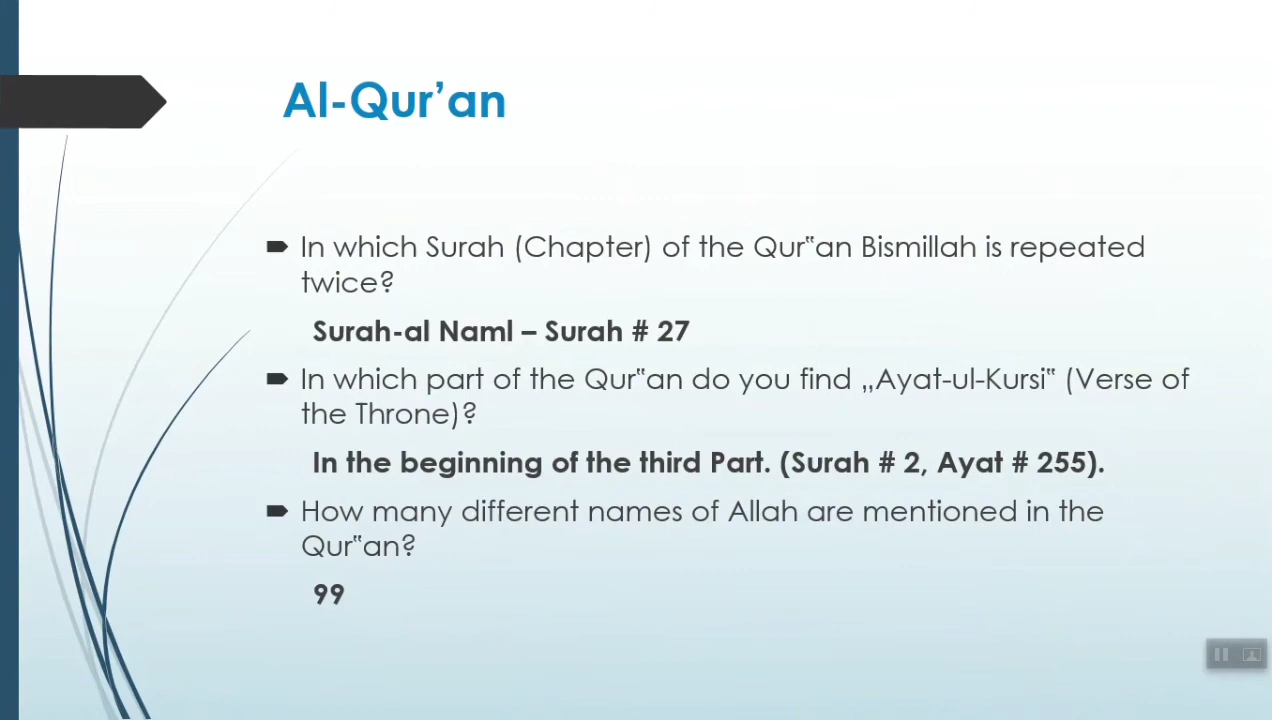 Al-Qur’an
In which Surah (Chapter) of the Qur‟an Bismillah is repeated
twice?
Surah-al Naml – Surah # 27
In which part of the Qur‟an do you find „Ayat-ul-Kursi‟ (Verse of
the Throne)?
In the beginning of the third Part. (Surah # 2, Ayat # 255).
How many different names of Allah are mentioned in the
Qur‟an?
99